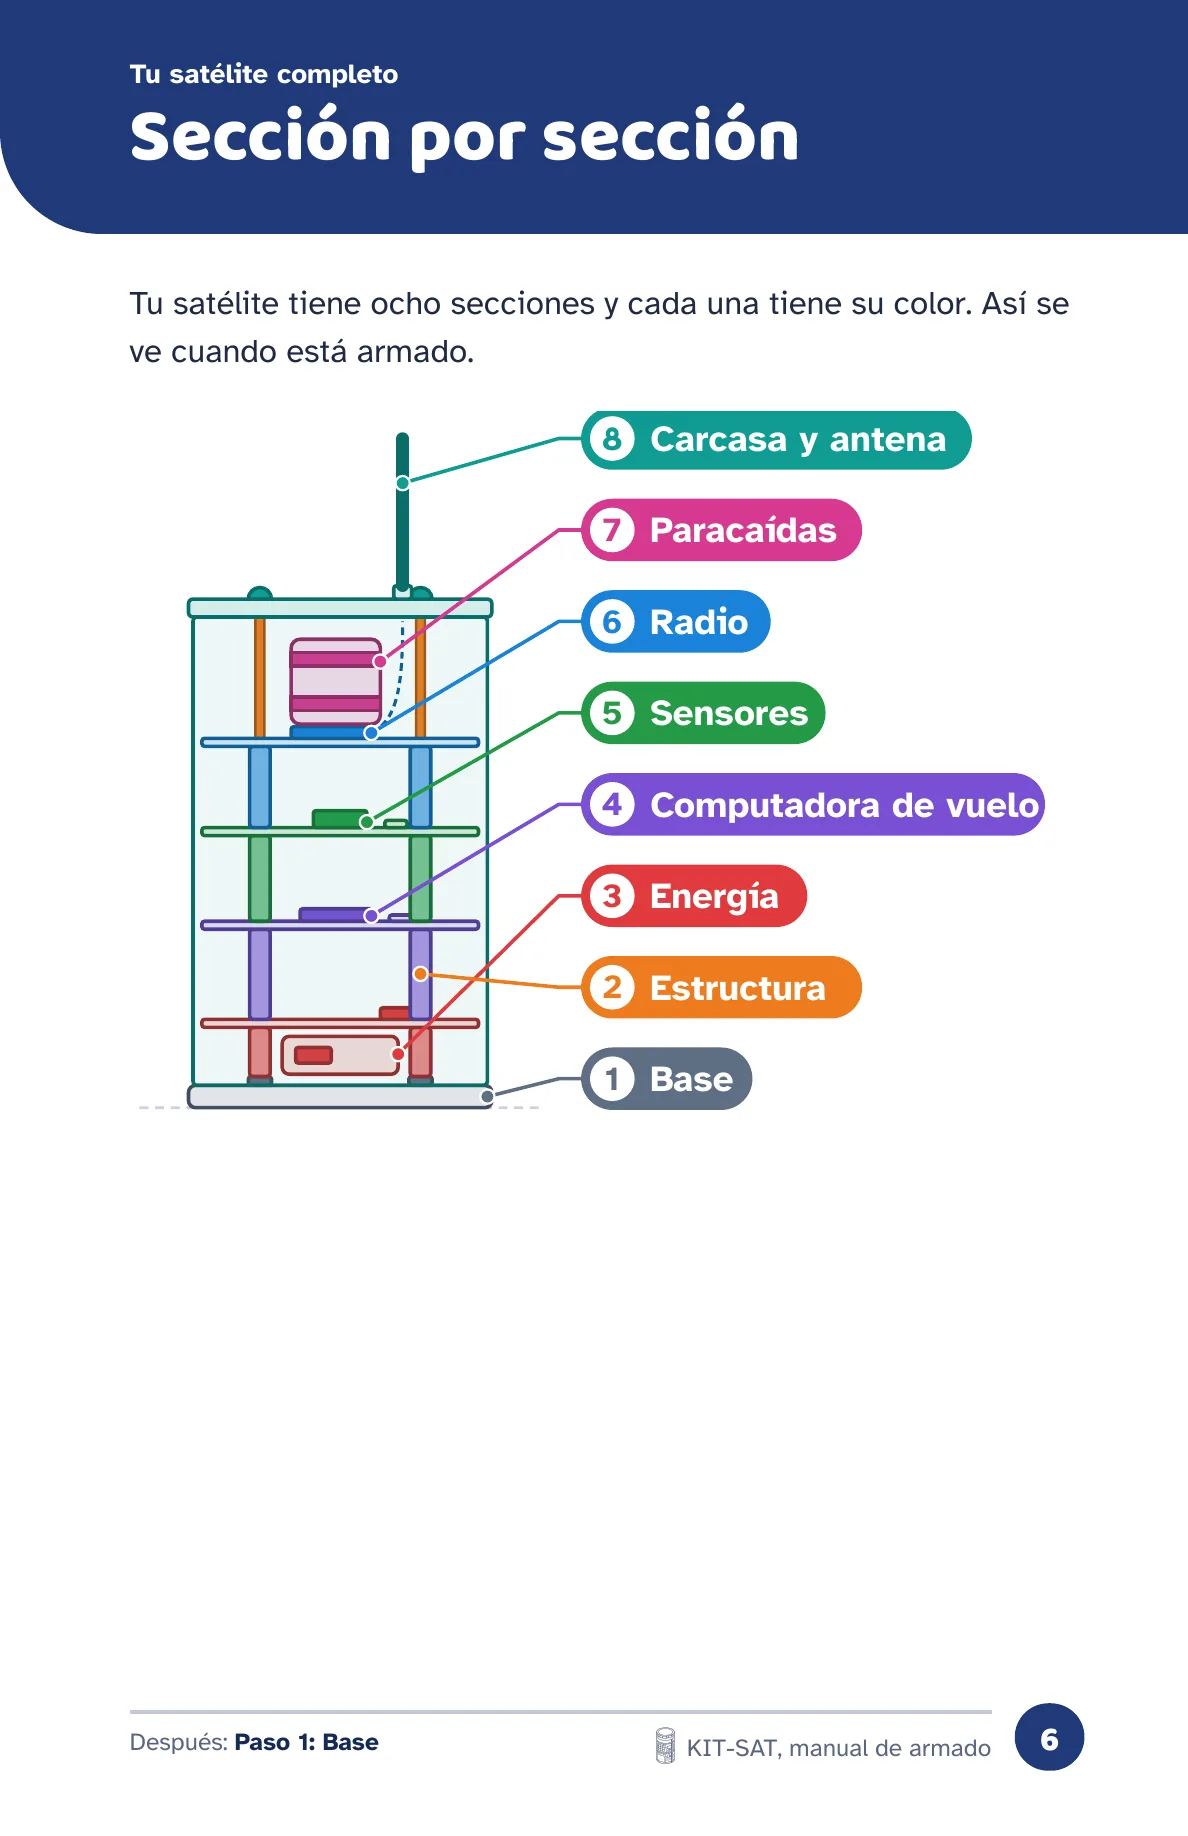 Tu satélite completo
Sección por sección
Tu satélite tiene ocho secciones y cada una tiene su color. Así se
ve cuando está armado.
8 Carcasa y antena
7 Paracaídas
6 Radio
5 Sensores
4 Computadora de vuelo
3 Energía
2 Estructura
1 Base
Después: Paso 1: Base
KIT-SAT, manual de armado
6